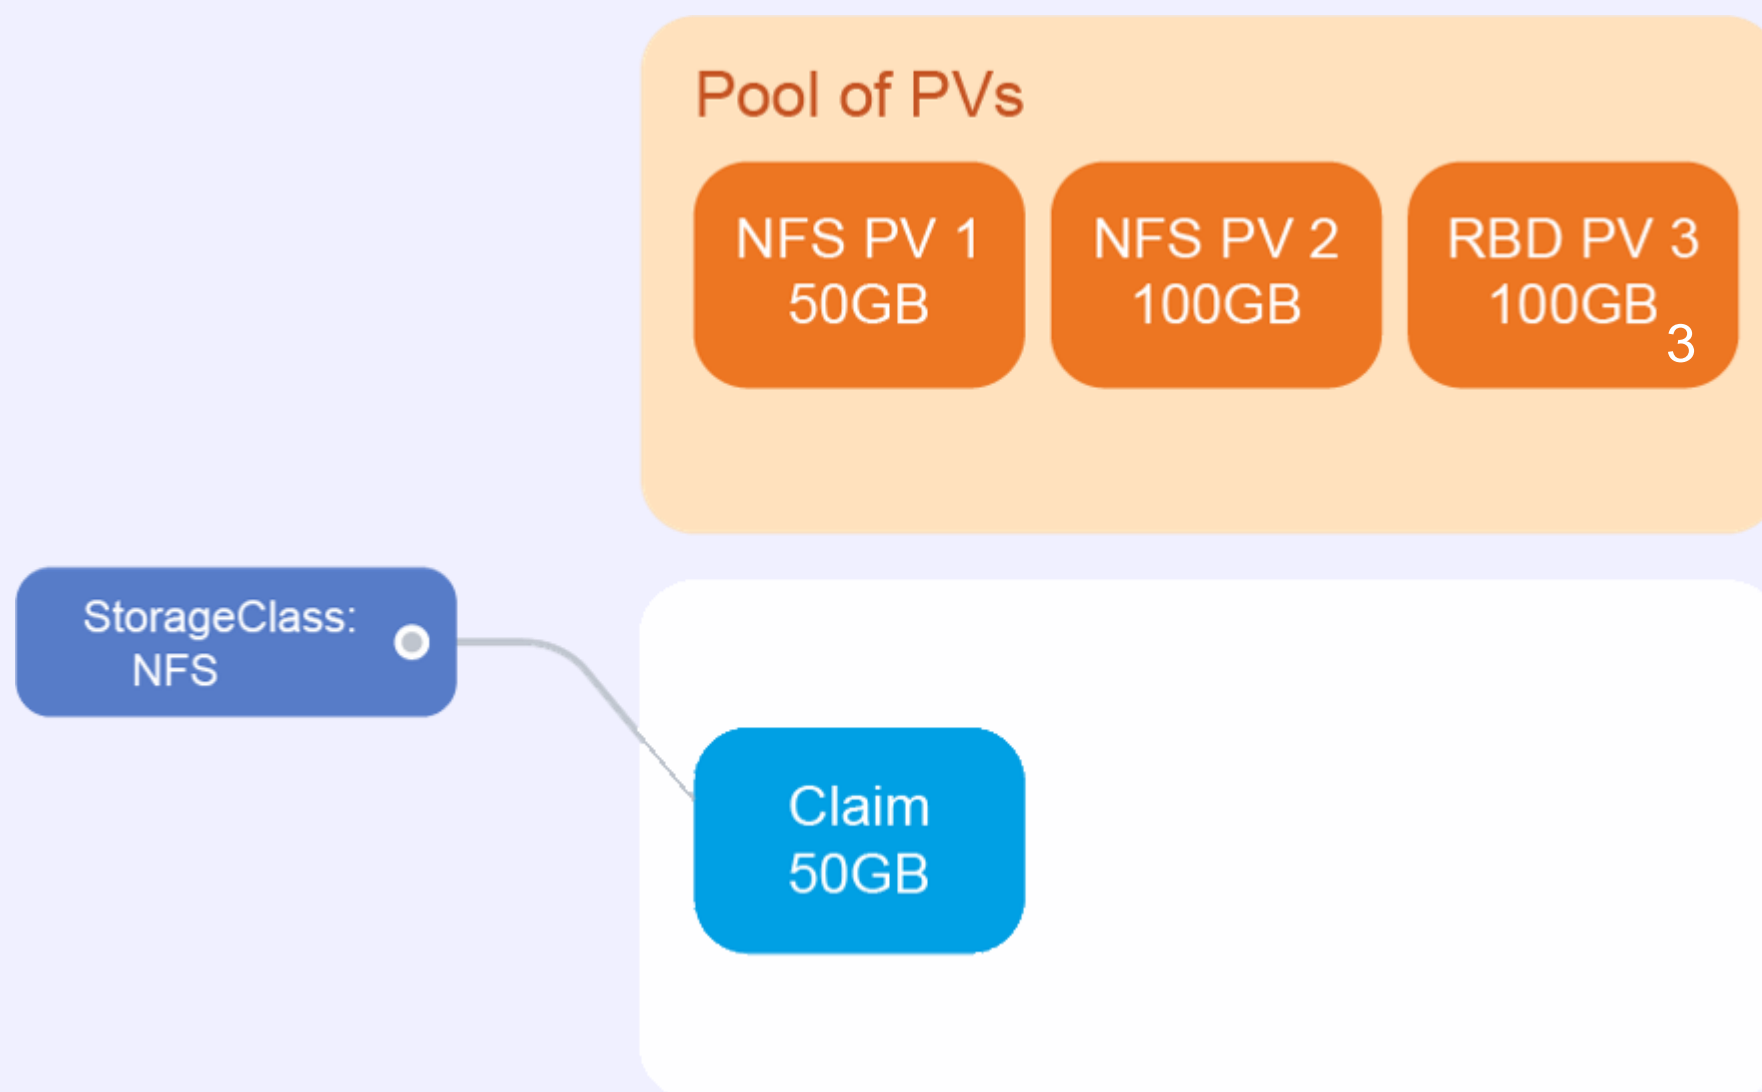 Pool of PVs
NFS PV 1
50GB
NFS PV 2
100GB
RBD PV 3
100GB
3
StorageClass:
NFS
Claim
50GB